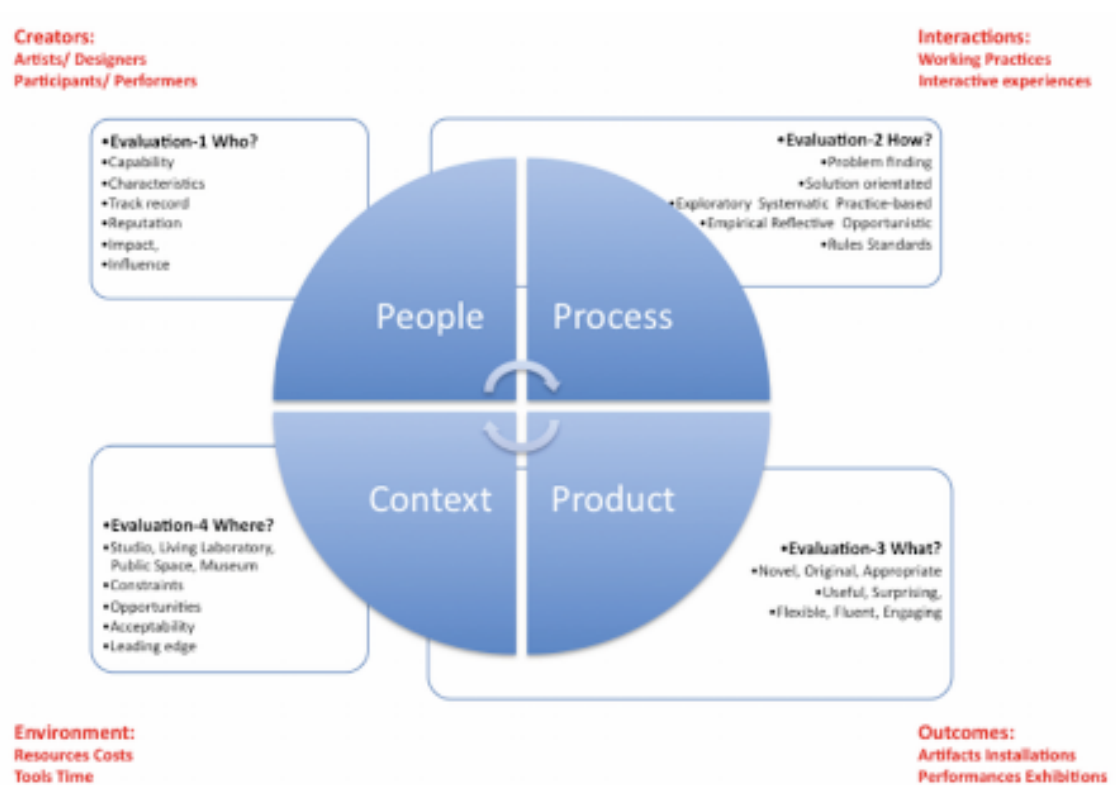 Creators:
Artists/ Designers
Participants/ Performers
Interactions:
Working Practices
Interactive experiences
•Evaluation-1 Who?
•Capability
•Characteristics
•Track record
•Reputation
•Impact,
•Influence
•Evaluation-2 How?
•Problem finding
•Solution orientated
•Exploratory Systematic Practice-based
•Empirical Reflective Opportunistic
•Rules Standards
People
Process
Context
Product
•Evaluation-4 Where?
•Studio, Living Laboratory,
Public Space, Museum
•Constraints
•Opportunities
•Acceptability
•Leading edge
•Evaluation-3 What?
•Novel, Original, Appropriate
•Useful, Surprising,
•Flexible, Fluent, Engaging
Environment:
Resources Costs
Tools Time
Outcomes:
Artifacts Installations
Performances Exhibitions